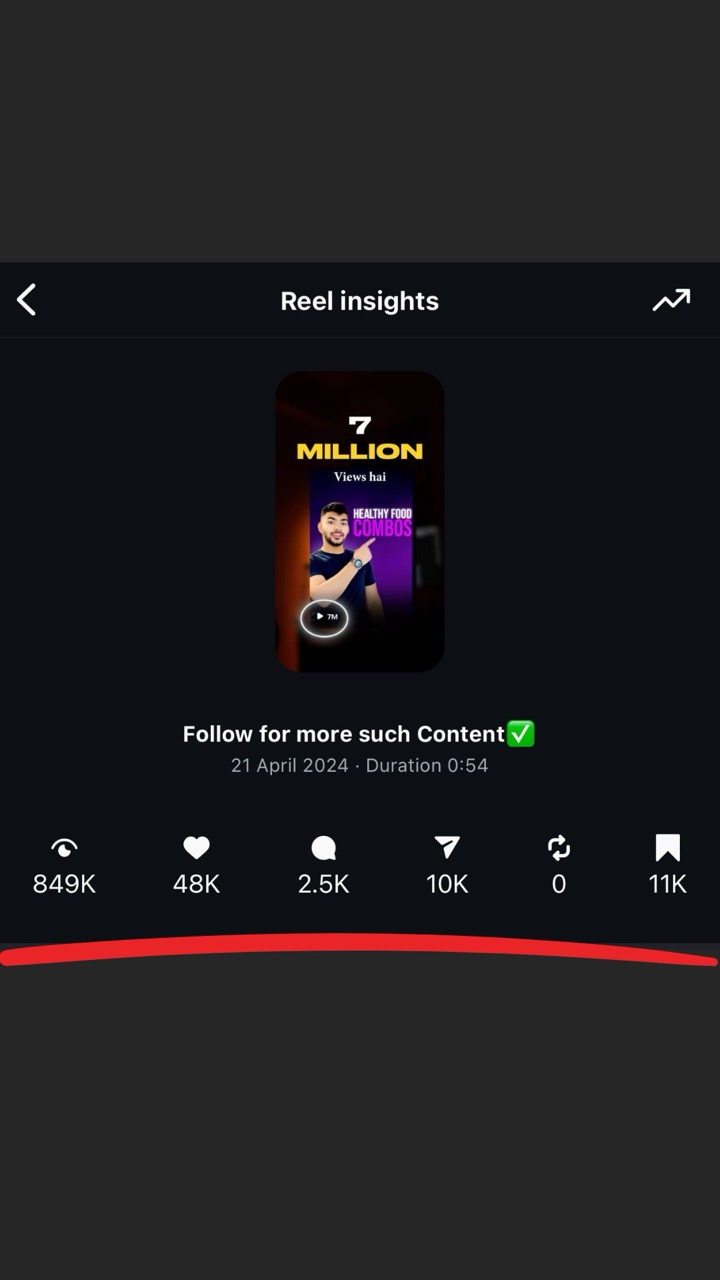 Reel insights
7
MILLION
Views hai
HEALTHY FOOD
COMBOS
7M
Follow for more such Content✅
21 April 2024 · Duration 0:54
849K 48K 2.5K 10K 0 11K